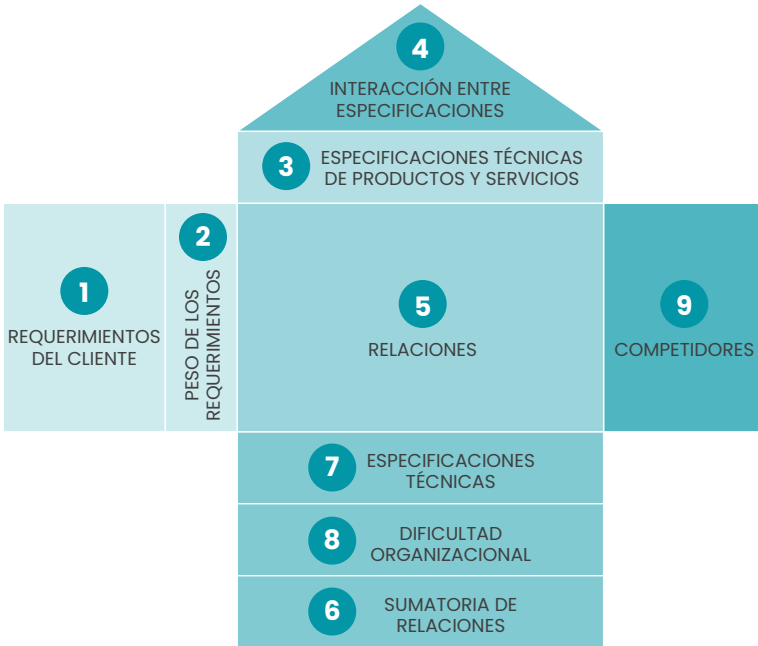 4
INTERACCIÓN ENTRE
ESPECIFICACIONES
3
ESPECIFICACIONES TÉCNICAS
DE PRODUCTOS Y SERVICIOS
1
REQUERIMIENTOS
DEL CLIENTE
2
PESO DE LOS
REQUERIMIENTOS
5
RELACIONES
9
COMPETIDORES
7
ESPECIFICACIONES
TÉCNICAS
8
DIFICULTAD
ORGANIZACIONAL
6
SUMATORIA DE
RELACIONES